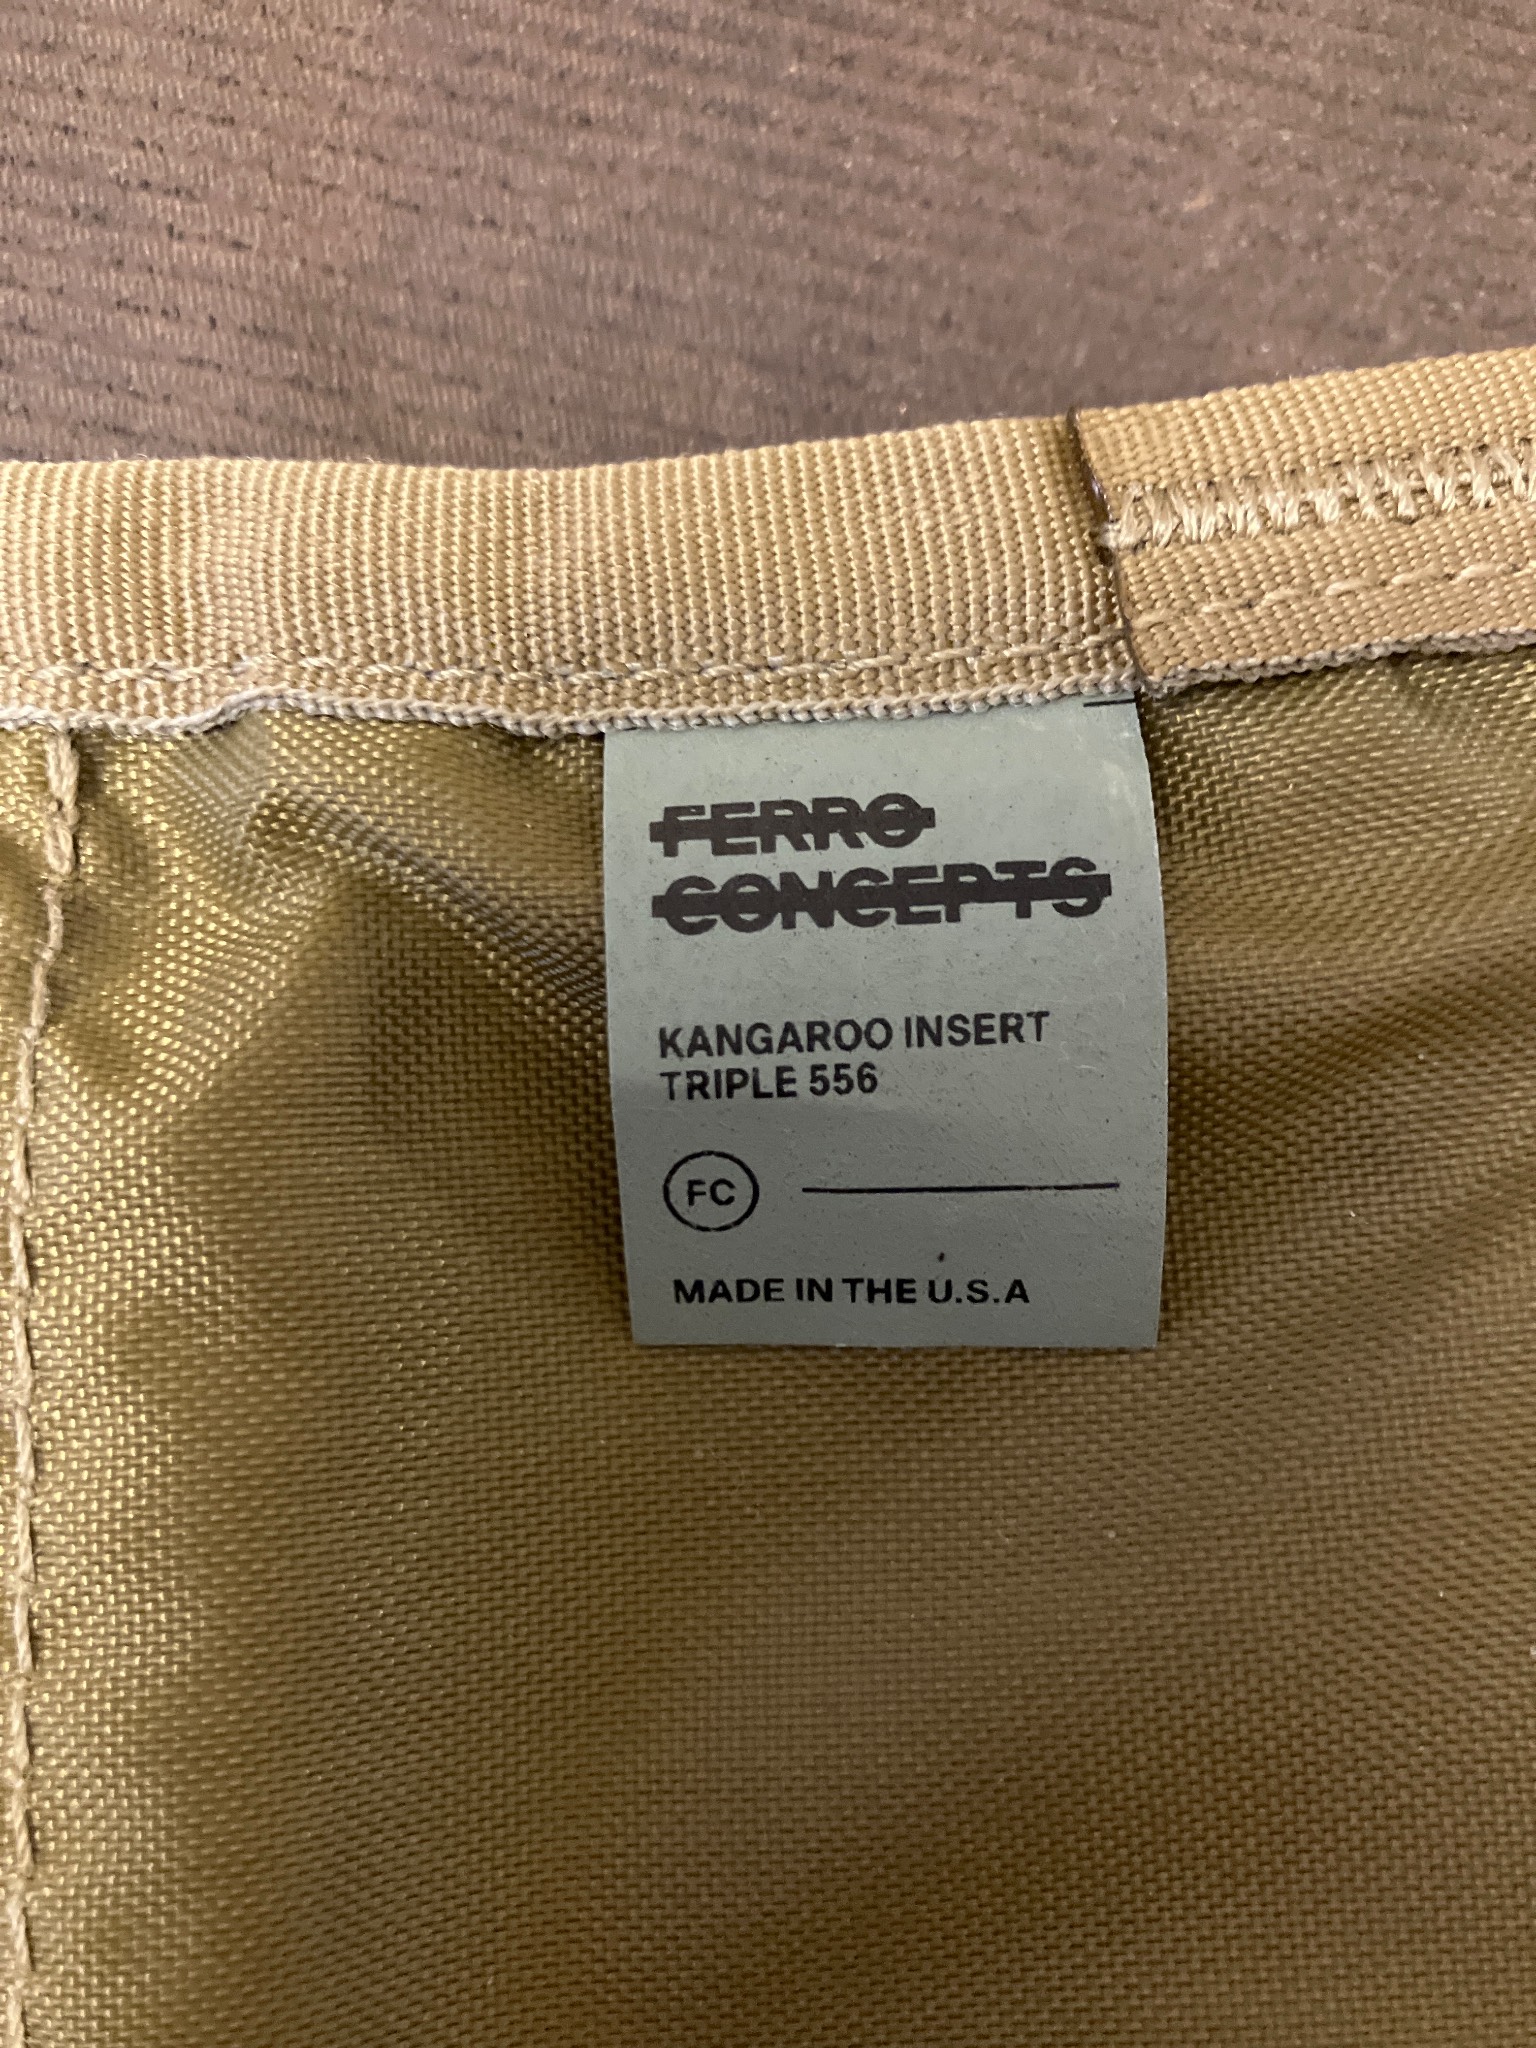 FERRO
CONCEPTS
KANGAROO INSERT
TRIPLE 556
FC
MADE IN THE U.S.A